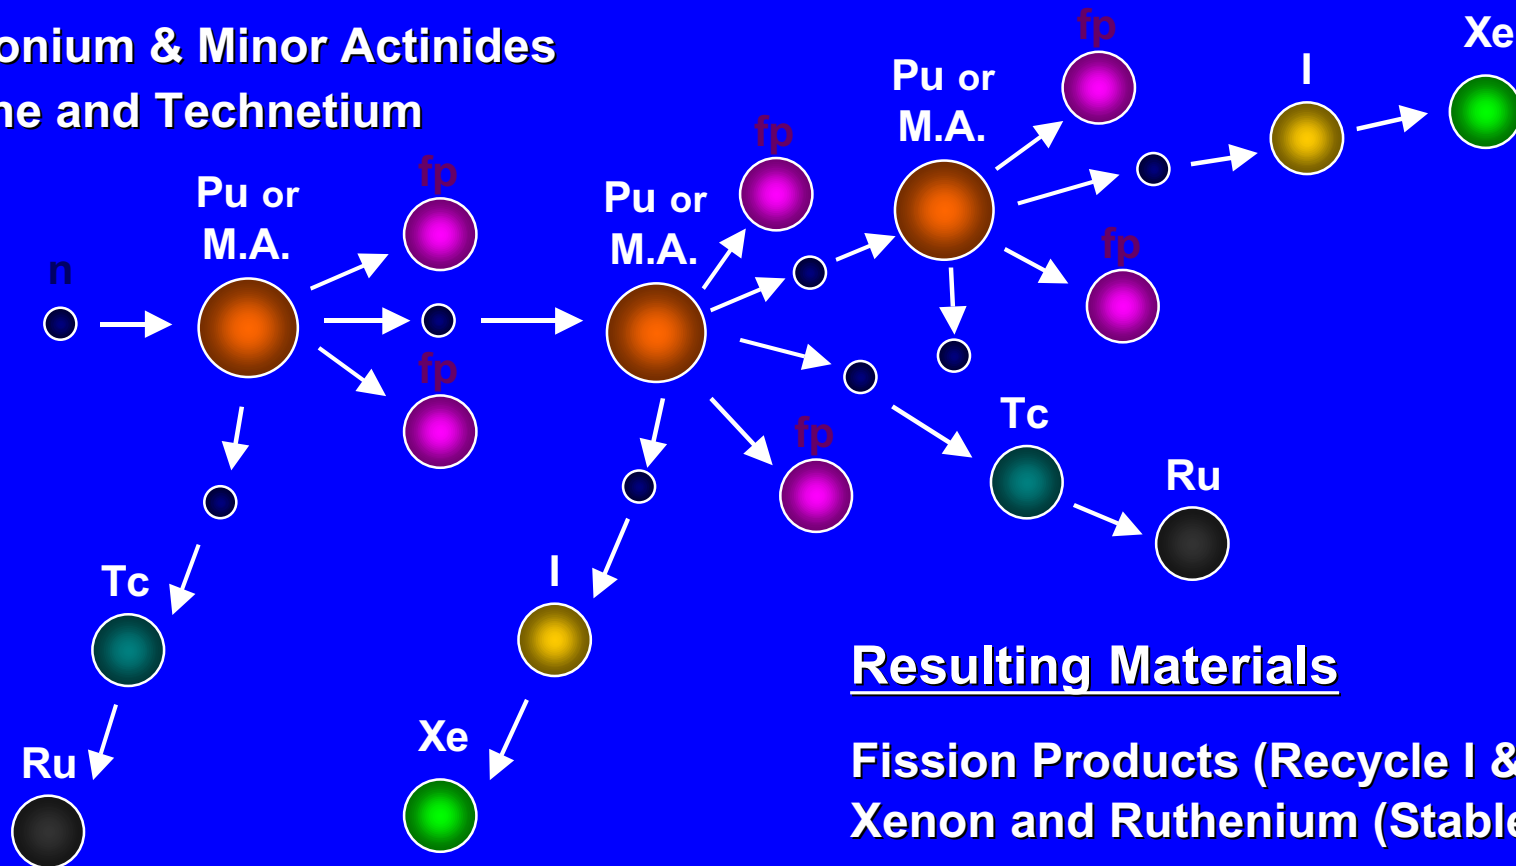 onium & Minor Actinides
ne and Technetium
n
Pu or
M.A.
fp
fp
Pu or
M.A.
fp
fp
Pu or
M.A.
fp
fp
I
Xe
Tc
Ru
Tc
Ru
I
Xe
Resulting Materials
Fission Products (Recycle I &
Xenon and Ruthenium (Stable